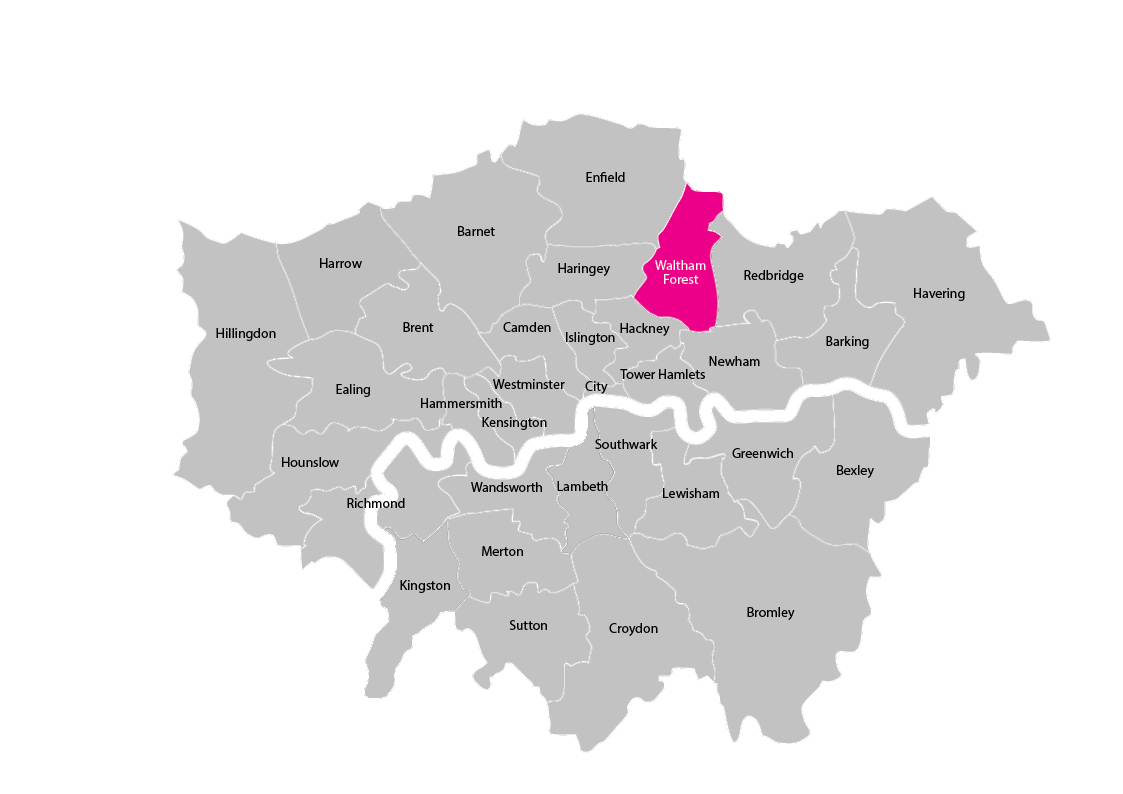 Enfield
Barnet
Harrow
Haringey
Waltham
Forest
Redbridge
Havering
Hillingdon
Brent
Camden
Islington
Hackney
Barking
Newham
Tower Hamlets
Ealing
Westminster
City
Hammersmith
Kensington
Southwark
Greenwich
Hounslow
Bexley
Richmond
Wandsworth
Lambeth
Lewisham
Merton
Kingston
Bromley
Sutton
Croydon